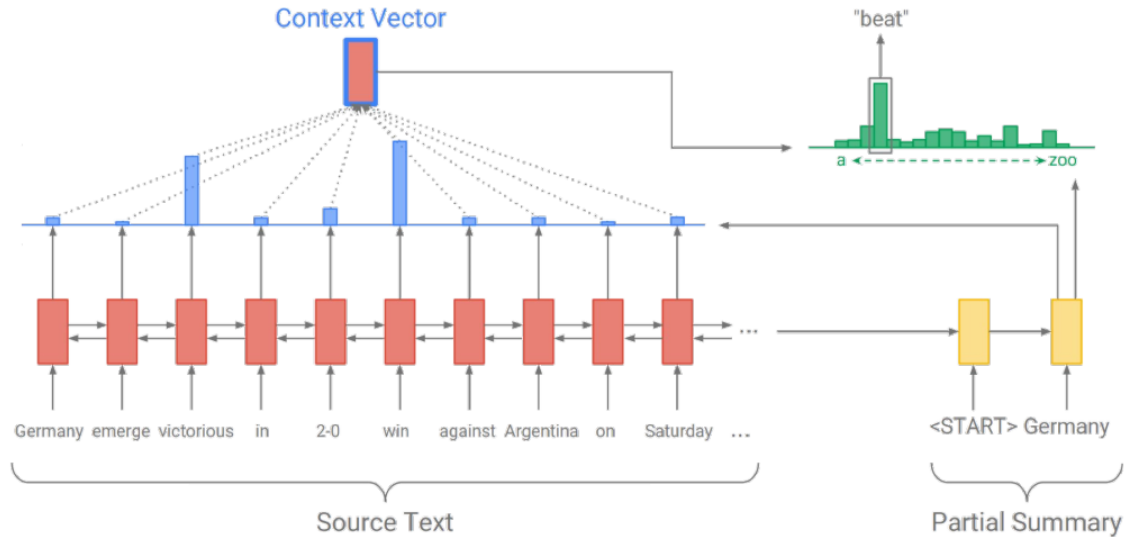 Context Vector
"beat"
a zoo
Germany emerge victorious in 2-0 win against Argentina on Saturday ...
...
<START> Germany
Source Text
Partial Summary